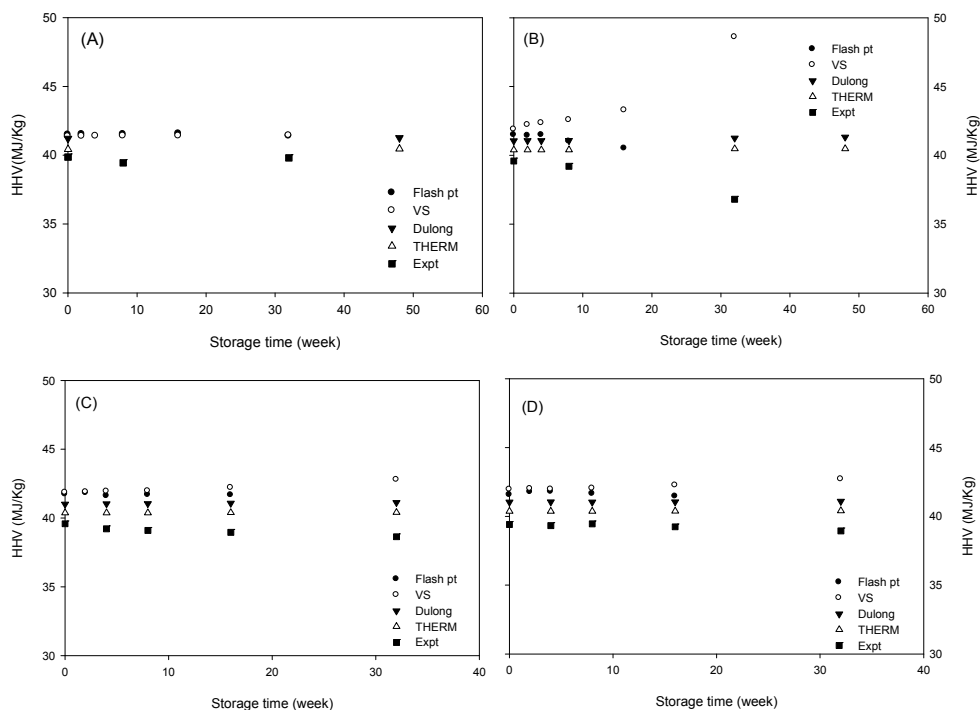 (A)
50
45
40
35
30
HHV(MJ/Kg)
Flash pt
VS
Dulong
THERM
Expt
0 10 20 30 40 50 60
Storage time (week)
(B)
Flash pt
VS
Dulong
THERM
Expt
50
45
40
35
30
HHV (MJ/Kg)
0 10 20 30 40 50 60
Storage time (week)
(C)
50
45
40
35
30
HHV (MJ/Kg)
Flash pt
VS
Dulong
THERM
Expt
0 10 20 30 40
Storage time (week)
(D)
50
45
40
35
30
HHV (MJ/Kg)
Flash pt
VS
Dulong
THERM
Expt
0 10 20 30 40
Storage time (week)